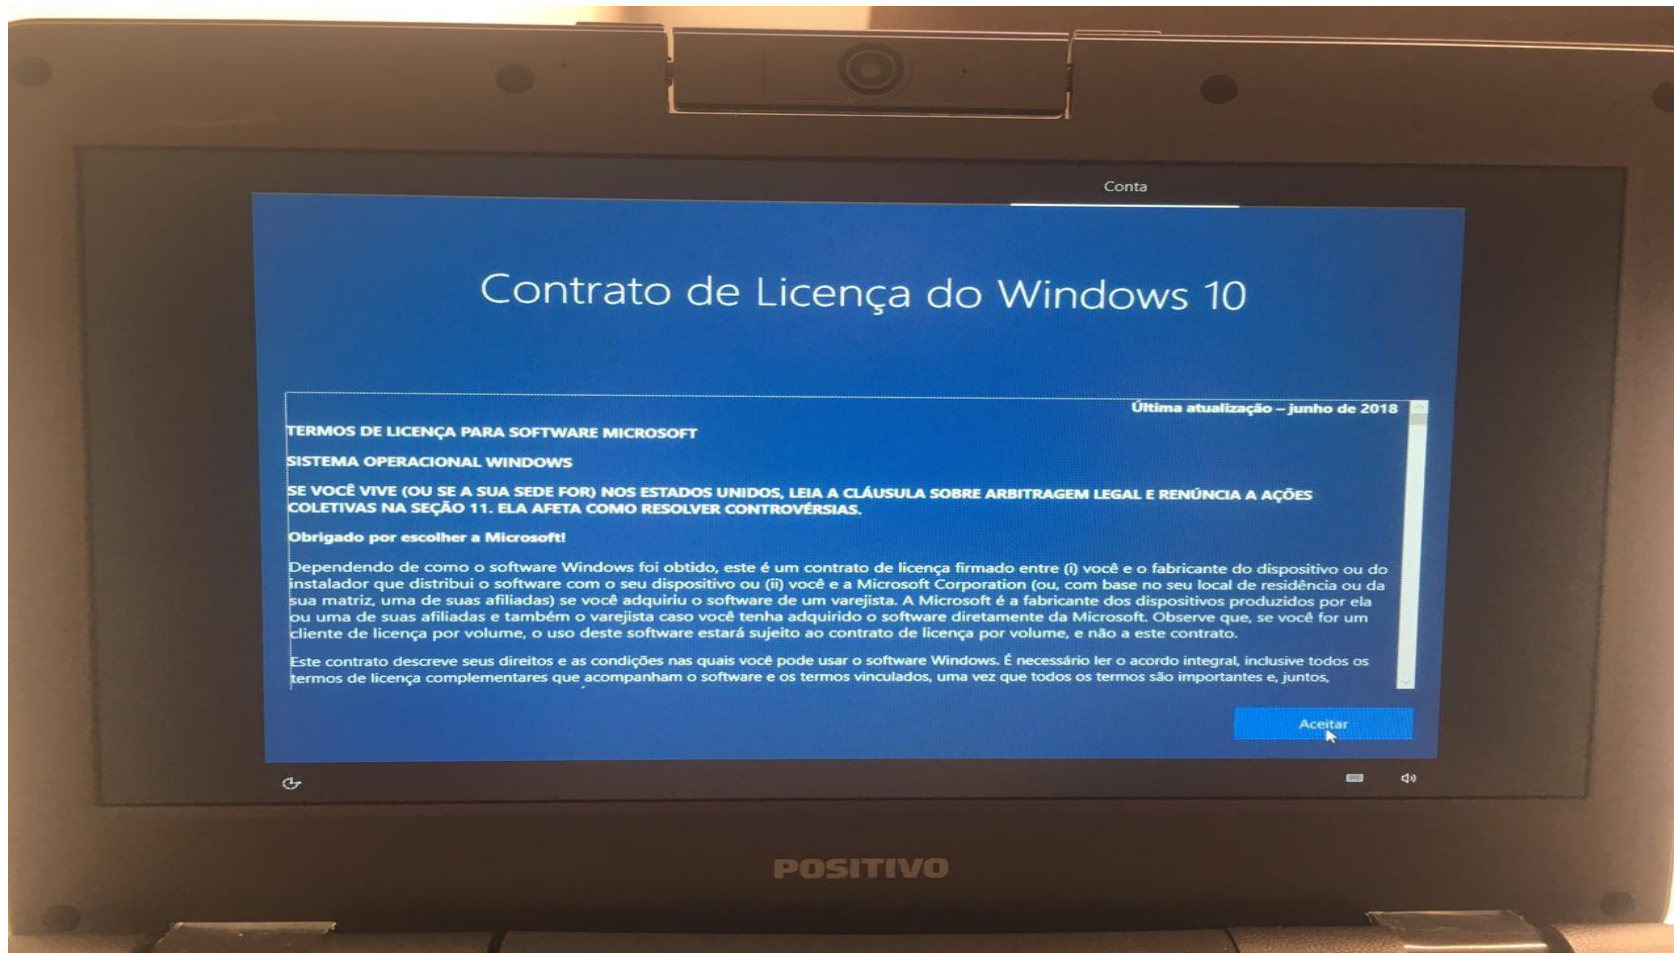 Conta
Contrato de Licença do Windows 10
Última atualização – junho de 2018
TERMOS DE LICENÇA PARA SOFTWARE MICROSOFT
SISTEMA OPERACIONAL WINDOWS
SE VOCÊ VIVE (OU SE A SUA SEDE FOR) NOS ESTADOS UNIDOS, LEIA A CLÁUSULA SOBRE ARBITRAGEM LEGAL E RENÚNCIA A AÇÕES
COLETIVAS NA SEÇÃO 11. ELA AFETA COMO RESOLVER CONTROVÉRSIAS.
Obrigado por escolher a Microsoft!
Dependendo de como o software Windows foi obtido, este é um contrato de licença firmado entre (i) você e o fabricante do dispositivo ou do
instalador que distribui o software com o seu dispositivo ou (ii) você e a Microsoft Corporation (ou, com base no seu local de residência ou da
sua matriz, uma de suas afiliadas) se você adquiriu o software de um varejista. A Microsoft é a fabricante dos dispositivos produzidos por ela
ou uma de suas afiliadas e também o varejista caso você tenha adquirido o software diretamente da Microsoft. Observe que, se você for um
cliente de licença por volume, o uso deste software estará sujeito ao contrato de licença por volume, e não a este contrato.
Este contrato descreve seus direitos e as condições nas quais você pode usar o software Windows. É necessário ler o acordo integral, inclusive todos os
termos de licença complementares que acompanham o software e os termos vinculados, uma vez que todos os termos são importantes e, juntos,
Aceitar
POSITIVO